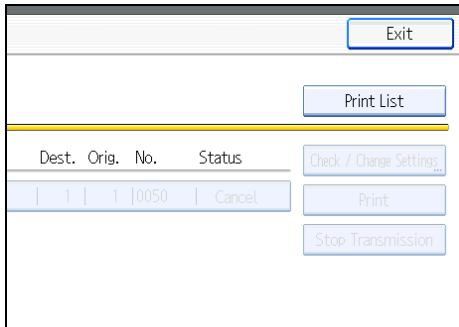 Exit
Print List
Dest. Orig. No. Status
Check / Change Settings...
1 1 0050 Cancel
Print
Stop Transmission